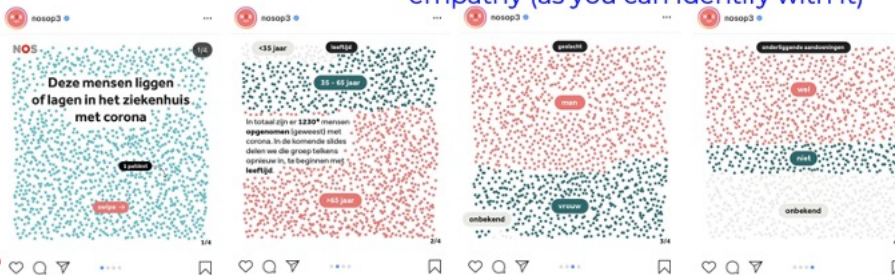 empathy (as you can identify with it)
nosop3
NOS
1/4
Deze mensen liggen
of lagen in het ziekenhuis
met corona
1 patiënt
swipe →
1/4
nosop3
leeftijd
<35 jaar
35 - 65 jaar
In totaal zijn er 1230* mensen
opgenomen (geweest) met
corona. In de komende slides
delen we die groep telkens
opnieuw in, te beginnen met
leeftijd.
>65 jaar
2/4
nosop3
geslacht
man
vrouw
onbekend
3/4
nosop3
onderliggende aandoeningen
wel
niet
onbekend